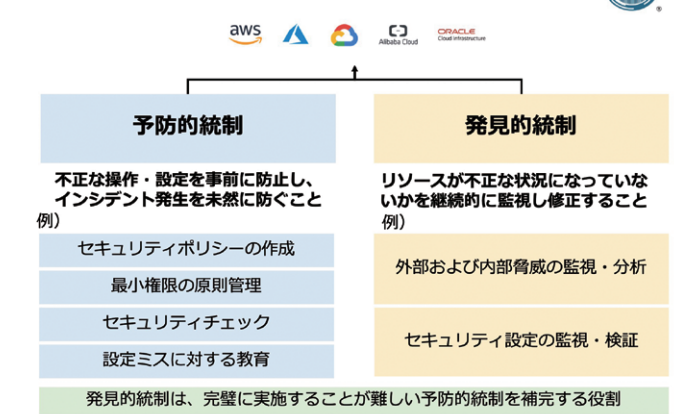 aws
Alibaba Cloud
ORACLE
Cloud Infrastructure
®
予防的統制
発見的統制
不正な操作・設定を事前に防止し、
インシデント発生を未然に防ぐこと
例）
リソースが不正な状況になっていな
いかを継続的に監視し修正すること
例）
セキュリティポリシーの作成
最小権限の原則管理
セキュリティチェック
設定ミスに対する教育
外部および内部脅威の監視・分析
セキュリティ設定の監視・検証
発見的統制は、完璧に実施することが難しい予防的統制を補完する役割